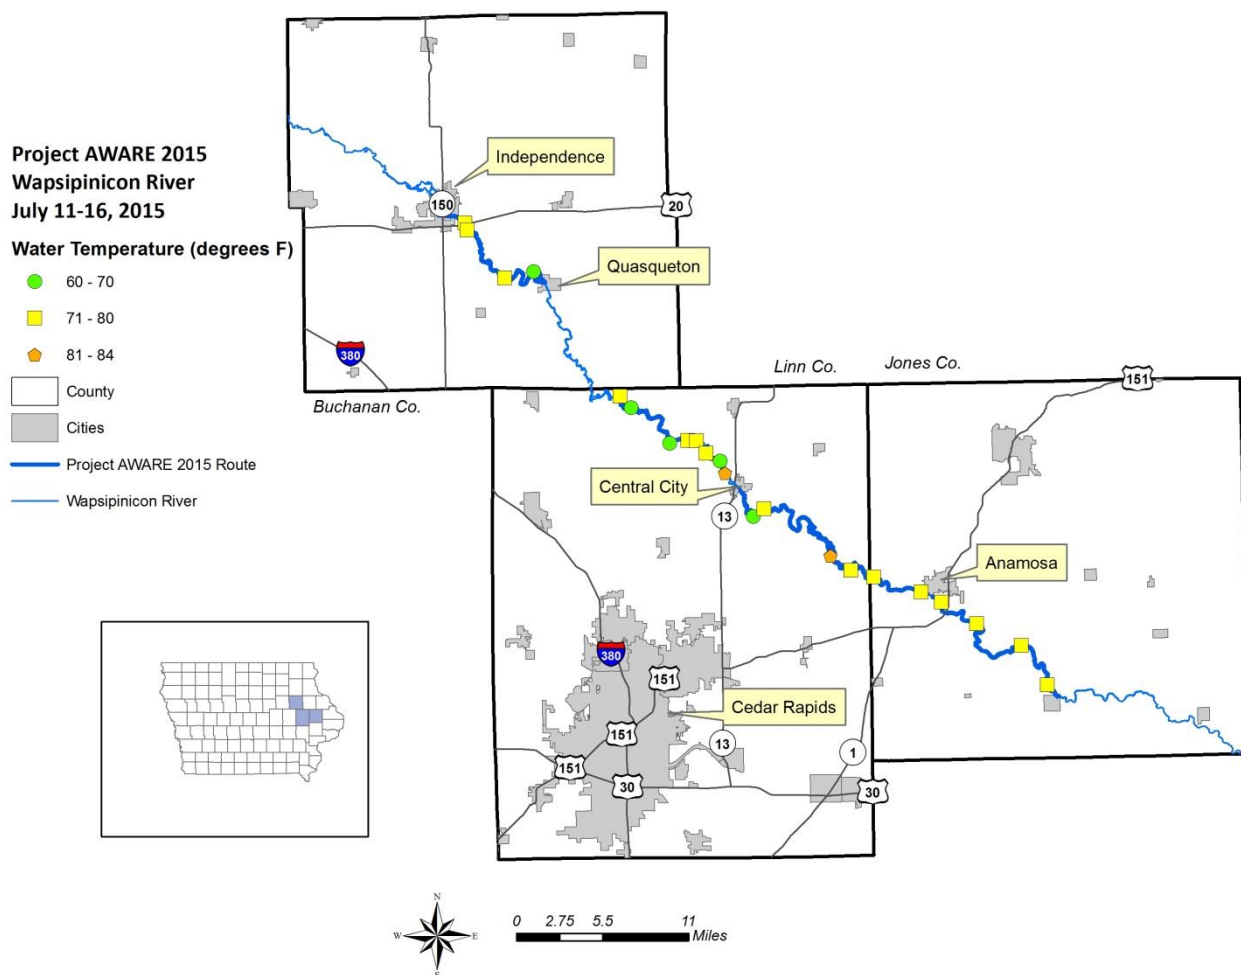 Project AWARE 2015
Wapsipinicon River
July 11-16, 2015
Water Temperature (degrees F)
60 - 70
71 - 80
81 - 84
County
Cities
Project AWARE 2015 Route
Wapsipinicon River
Independence
150
20
Quasqueton
380
Buchanan Co.
Linn Co.
Jones Co.
151
Central City
13
Anamosa
380
151
Cedar Rapids
151
13
1
151
30
30
N
W
E
S
0
2.75
5.5
11
Miles